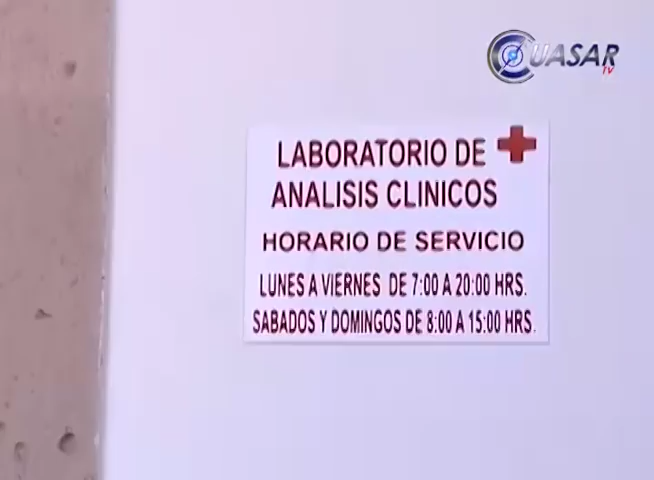 CUASAR TV
LABORATORIO DE
ANALISIS CLINICOS
HORARIO DE SERVICIO
LUNES A VIERNES DE 7:00 A 20:00 HRS.
SABADOS Y DOMINGOS DE 8:00 A 15:00 HRS.